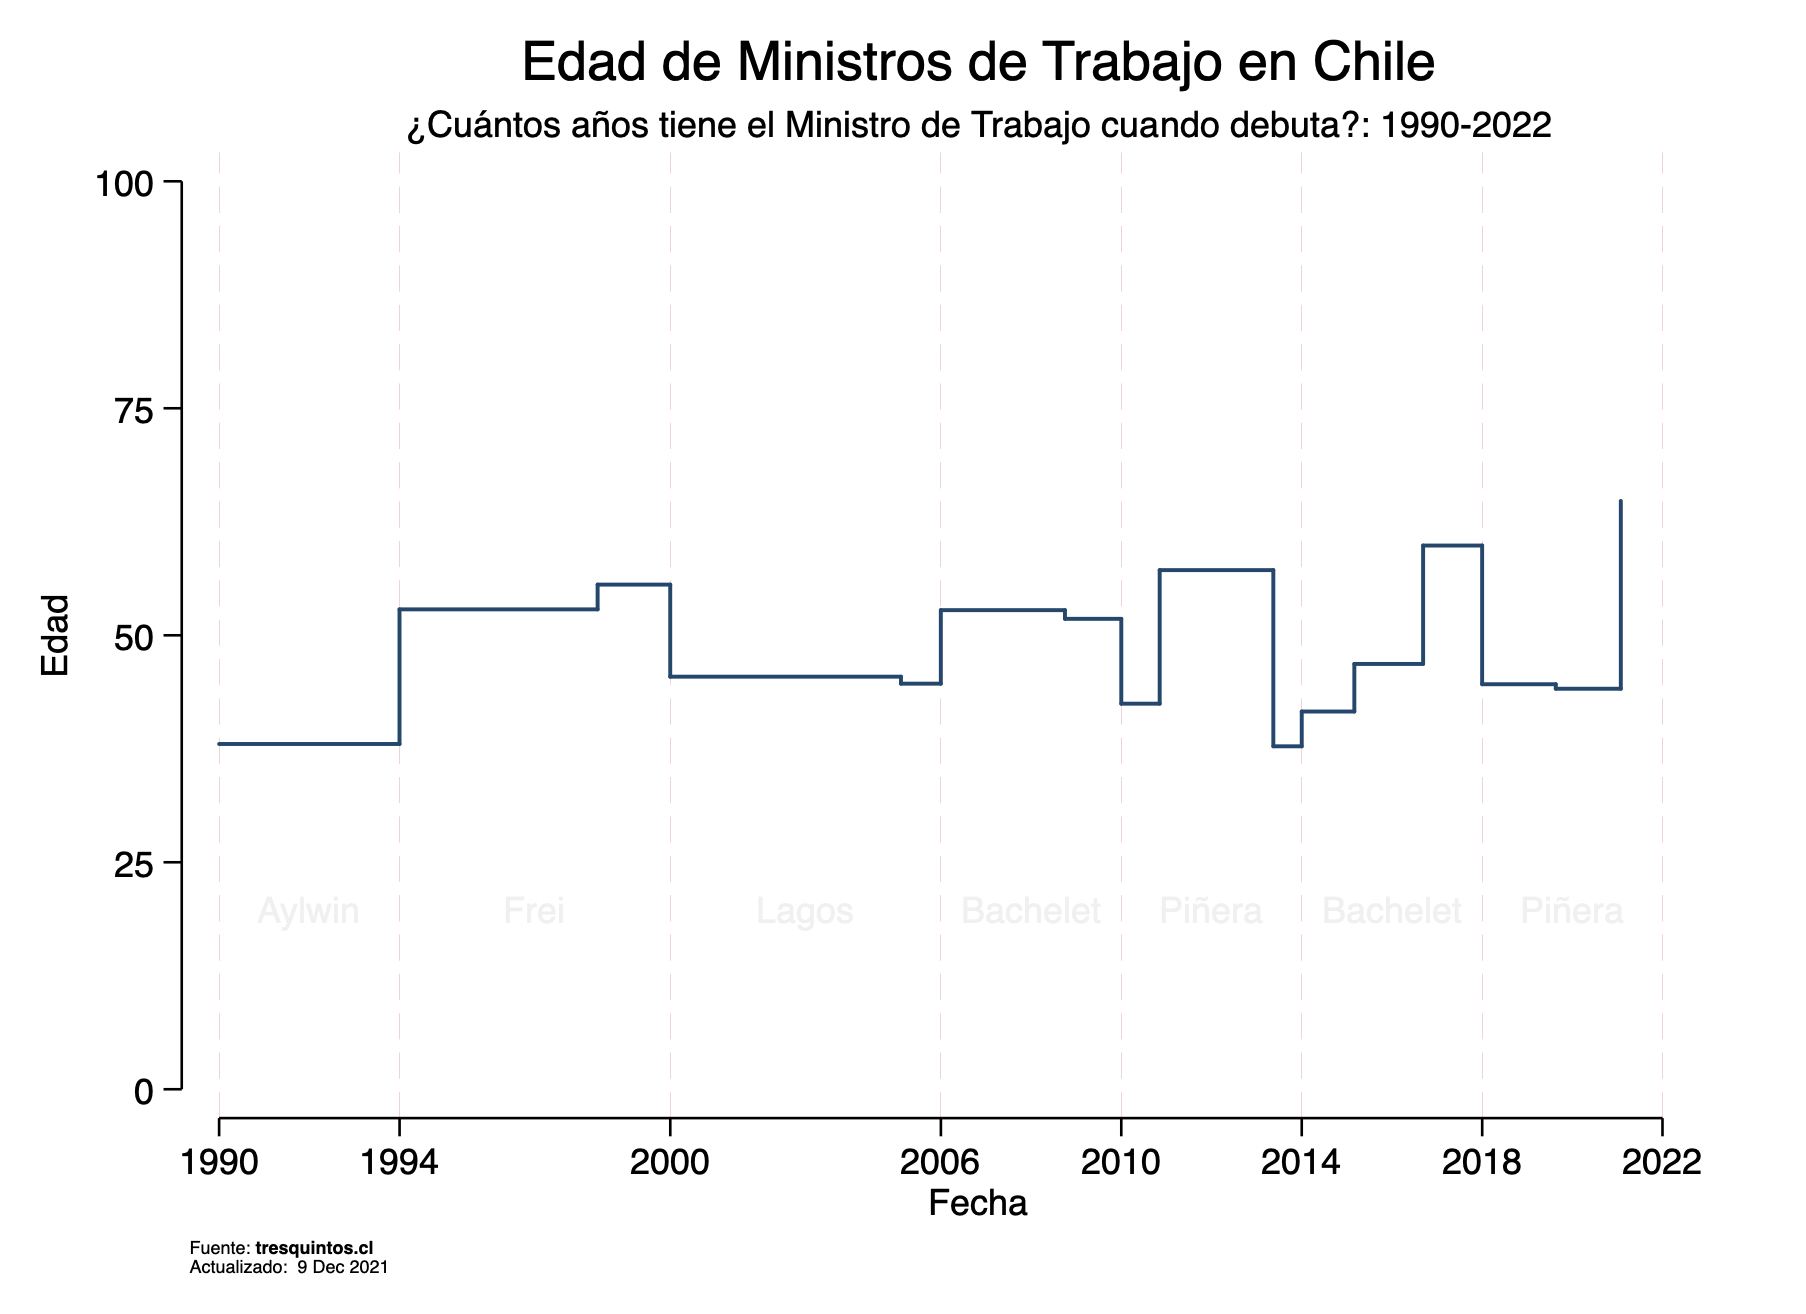 Edad de Ministros de Trabajo en Chile
¿Cuántos años tiene el Ministro de Trabajo cuando debuta?: 1990-2022
100
75
50
25
0
Edad
Aylwin Frei Lagos Bachelet Piñera Bachelet Piñera
1990 1994 2000 2006 2010 2014 2018 2022
Fecha
Fuente: tresquintos.cl
Actualizado: 9 Dec 2021